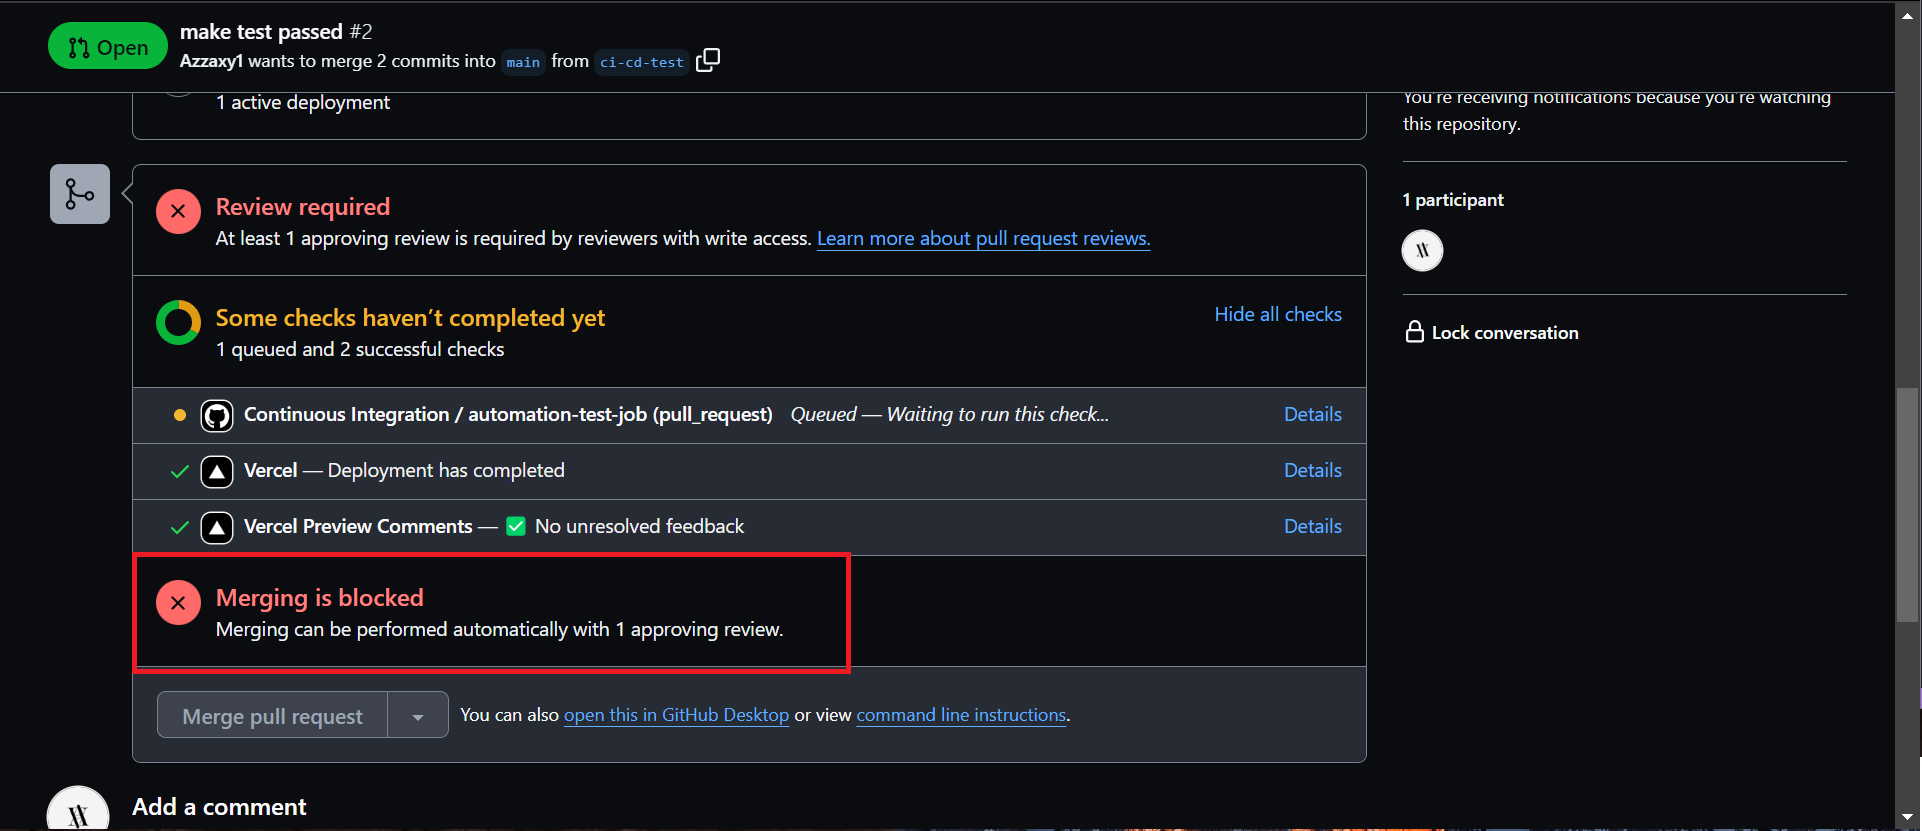 Open
make test passed #2
Azzaxy1 wants to merge 2 commits into main from ci-cd-test
1 active deployment
You're receiving notifications because you're watching
this repository.
Review required
At least 1 approving review is required by reviewers with write access. Learn more about pull request reviews.
1 participant
Some checks haven't completed yet
Hide all checks
1 queued and 2 successful checks
Lock conversation
Continuous Integration / automation-test-job (pull_request) Queued — Waiting to run this check... Details
Vercel — Deployment has completed Details
Vercel Preview Comments — ✅ No unresolved feedback Details
Merging is blocked
Merging can be performed automatically with 1 approving review.
Merge pull request
You can also open this in GitHub Desktop or view command line instructions.
Add a comment